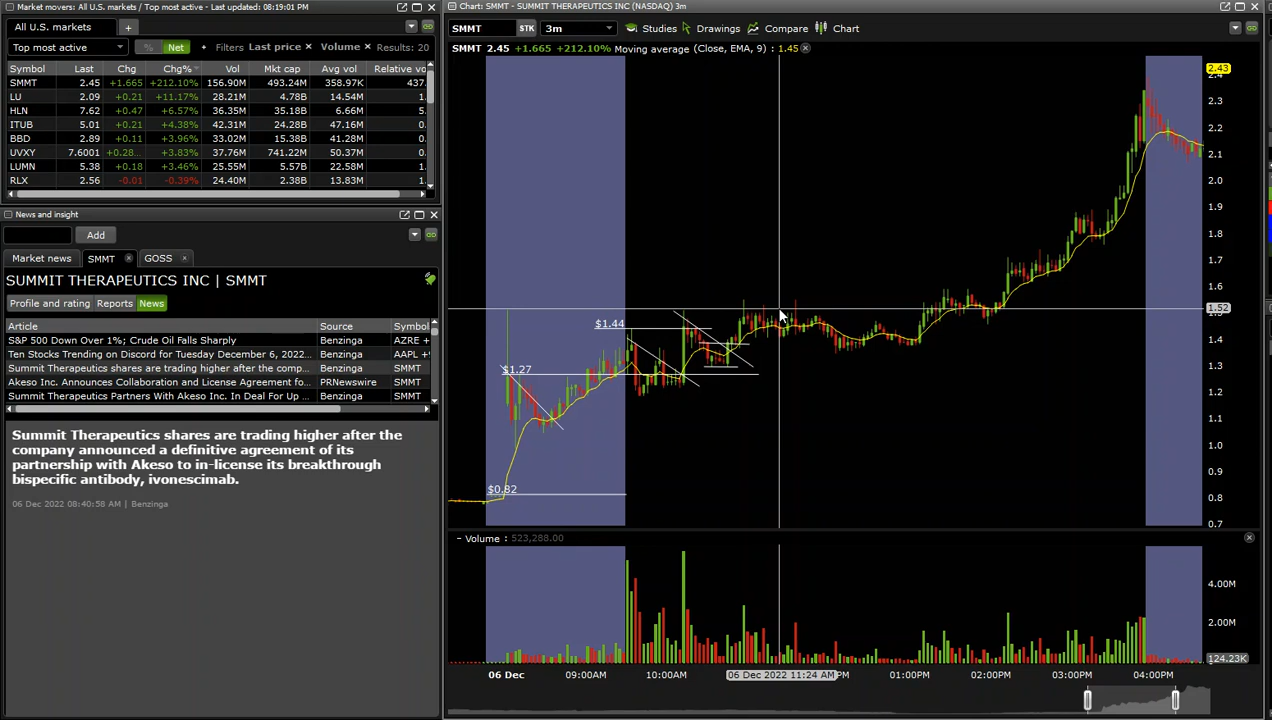 Market movers: All U.S. markets / Top most active - Last updated: 08:19:01 PM
All U.S. markets
+
Top most active % Net + Filters Last price × Volume × Results: 20
Symbol Last Chg Chg% Vol Mkt cap Avg vol Relative vo
SMMT 2.45 +1.665 +212.10% 156.90M 493.24M 358.97K 437.
LU 2.09 +0.21 +11.17% 28.21M 4.78B 14.54M 1.
HLN 7.62 +0.47 +6.57% 36.35M 35.18B 6.66M 5.
ITUB 5.01 +0.21 +4.38% 42.31M 24.28B 47.16M 0.
BBD 2.89 +0.11 +3.96% 33.02M 15.38B 41.28M 0.
UVXY 7.6001 +0.28... +3.83% 37.76M 741.22M 50.37M 0.
LUMN 5.38 +0.18 +3.46% 25.55M 5.57B 22.58M 1.
RLX 2.56 -0.01 -0.39% 24.40M 2.38B 13.83M 1.
News and insight
Add
Market news SMMT × GOSS ×
SUMMIT THERAPEUTICS INC | SMMT
Profile and rating Reports News
Article Source Symbol
S&P 500 Down Over 1%; Crude Oil Falls Sharply Benzinga AZRE +
Ten Stocks Trending on Discord for Tuesday December 6, 2022... Benzinga AAPL +9
Summit Therapeutics shares are trading higher after the comp... Benzinga SMMT
Akeso Inc. Announces Collaboration and License Agreement fo... PRNewswire SMMT
Summit Therapeutics Partners With Akeso Inc. In Deal For Up ... Benzinga SMMT
Summit Therapeutics shares are trading higher after the
company announced a definitive agreement of its
partnership with Akeso to in-license its breakthrough
bispecific antibody, ivonescimab.
06 Dec 2022 08:40:58 AM | Benzinga
Chart: SMMT - SUMMIT THERAPEUTICS INC (NASDAQ) 3m
SMMT STK 3m Studies Drawings Compare Chart
SMMT 2.45 +1.665 +212.10% Moving average (Close, EMA, 9) : 1.45
2.43
2.4
2.3
2.2
2.1
2.0
1.9
1.8
1.7
1.6
1.52
1.4
1.3
1.2
1.1
1.0
0.9
0.8
0.7
$1.44
$1.27
$0.82
Volume : 523,288.00
4.00M
2.00M
124.23K
06 Dec 09:00AM 10:00AM 06 Dec 2022 11:24 AM PM 01:00PM 02:00PM 03:00PM 04:00PM